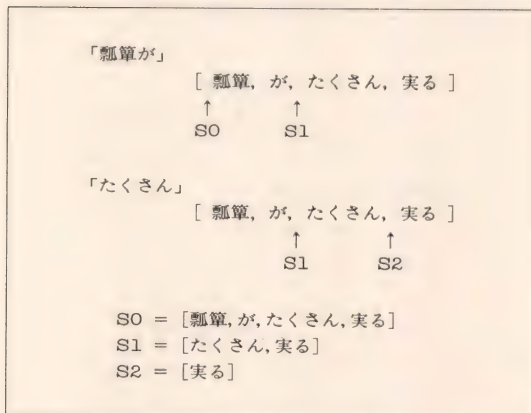 「瓢箪が」
[ 瓢箪, が, たくさん, 実る ]
↑ ↑
S0 S1
「たくさん」
[ 瓢箪, が, たくさん, 実る ]
↑ ↑
S1 S2
S0 = [瓢箪,が,たくさん,実る]
S1 = [たくさん,実る]
S2 = [実る]